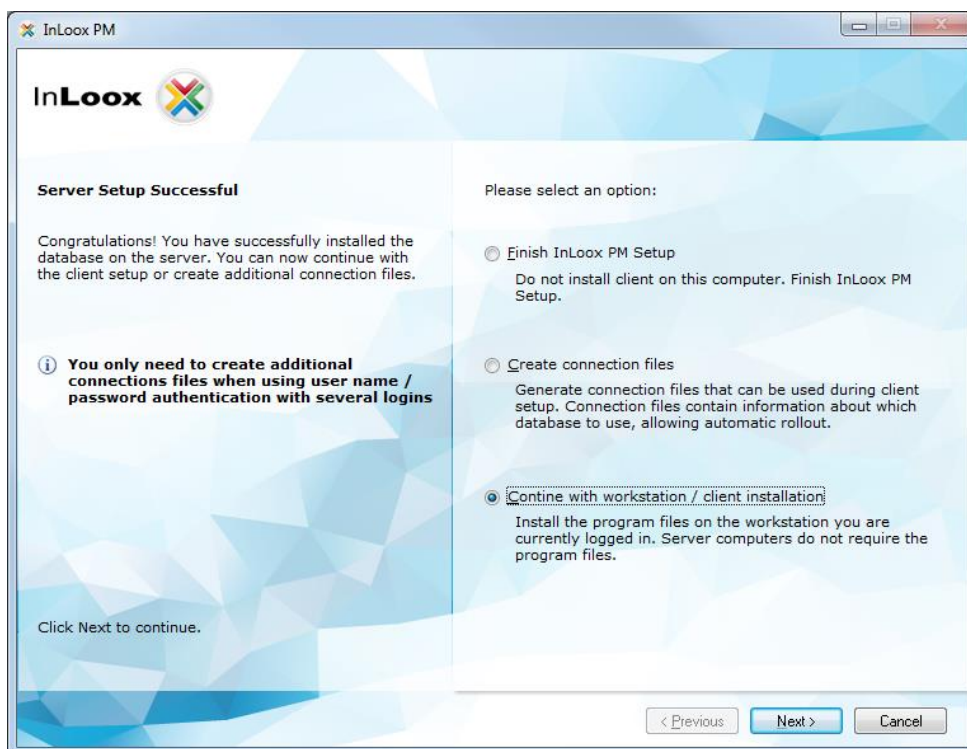 InLoox PM
InLoox
Server Setup Successful
Congratulations! You have successfully installed the
database on the server. You can now continue with
the client setup or create additional connection files.
You only need to create additional
connections files when using user name /
password authentication with several logins
Click Next to continue.
Please select an option:
Finish InLoox PM Setup
Do not install client on this computer. Finish InLoox PM
Setup.
Create connection files
Generate connection files that can be used during client
setup. Connection files contain information about which
database to use, allowing automatic rollout.
Contine with workstation / client installation
Install the program files on the workstation you are
currently logged in. Server computers do not require the
program files.
< Previous
Next >
Cancel